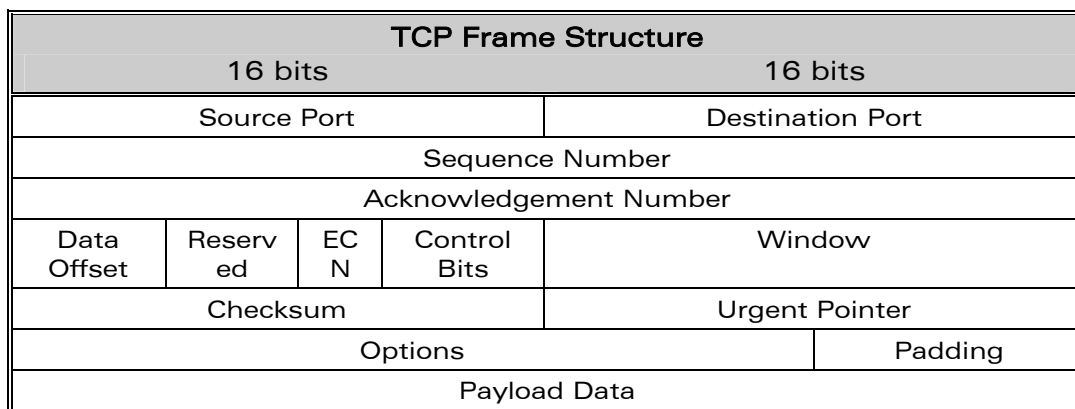 TCP Frame Structure
16 bits 16 bits
Source Port Destination Port
Sequence Number
Acknowledgement Number
Data Reserv EC Control Window
Offset ed N Bits
Checksum Urgent Pointer
Options Padding
Payload Data